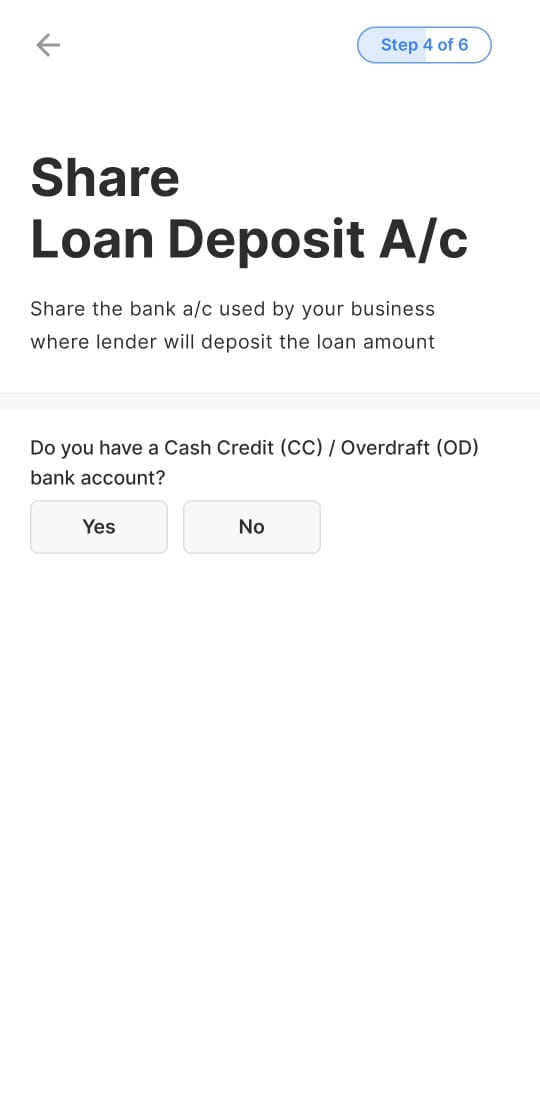 Step 4 of 6
Share
Loan Deposit A/c
Share the bank a/c used by your business
where lender will deposit the loan amount
Do you have a Cash Credit (CC) / Overdraft (OD)
bank account?
Yes
No